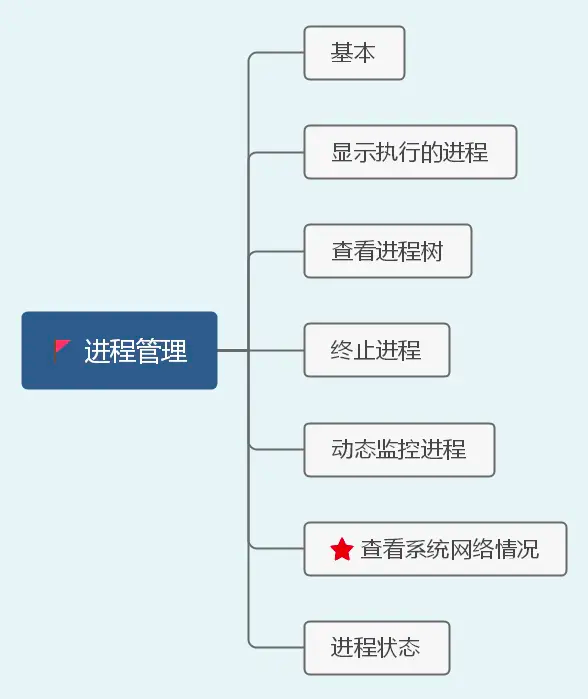 基本
显示执行的进程
查看进程树
进程管理
终止进程
动态监控进程
查看系统网络情况
进程状态